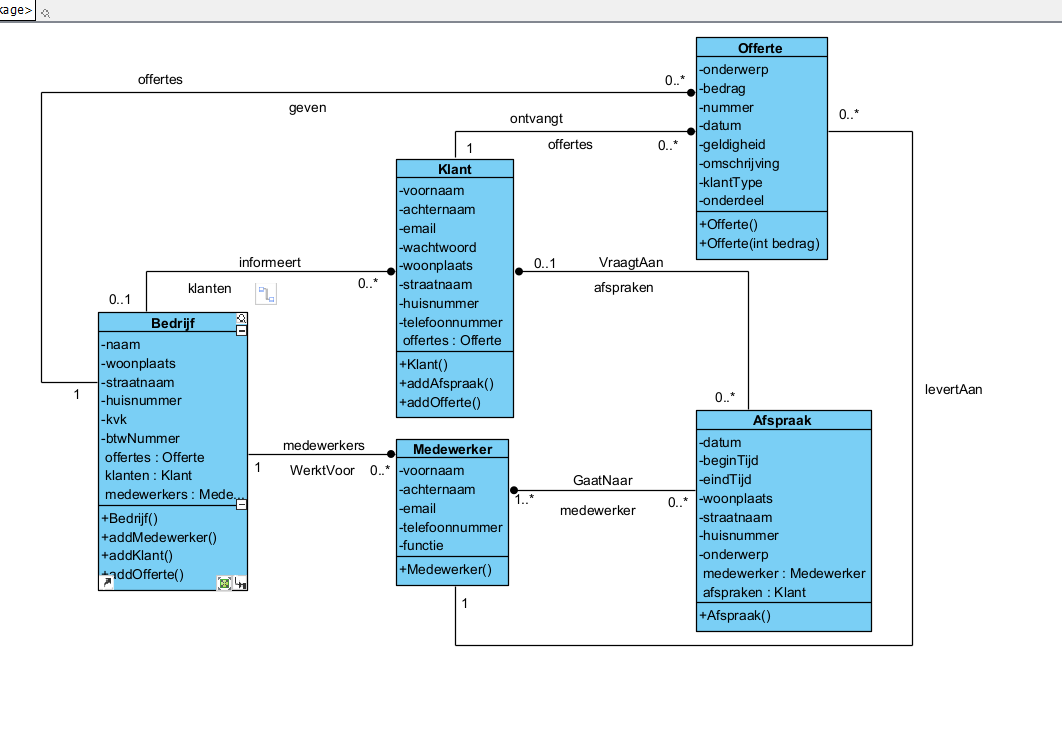 kage>
Offerte
-onderwerp
-bedrag
-nummer
-datum
-geldigheid
-omschrijving
-klantType
-onderdeel
+Offerte()
+Offerte(int bedrag)
offertes
0..*
geven
1
ontvangt
1
offertes
0..*
0..*
levertAan
1
Klant
-voornaam
-achternaam
-email
-wachtwoord
-woonplaats
-straatnaam
-huisnummer
-telefoonnummer
offertes : Offerte
+Klant()
+addAfspraak()
+addOfferte()
informeert
klanten
0..*
0..1
0..1
VraagtAan
afspraken
0..*
Bedrijf
-naam
-woonplaats
-straatnaam
-huisnummer
-kvk
-btwNummer
offertes : Offerte
klanten : Klant
medewerkers : Mede...
+Bedrijf()
+addMedewerker()
+addKlant()
+addOfferte()
medewerkers
1
WerktVoor
0..*
Medewerker
-voornaam
-achternaam
-email
-telefoonnummer
-functie
+Medewerker()
GaatNaar
1..*
medewerker
0..*
Afspraak
-datum
-beginTijd
-eindTijd
-woonplaats
-straatnaam
-huisnummer
-onderwerp
medewerker : Medewerker
afspraken : Klant
+Afspraak()